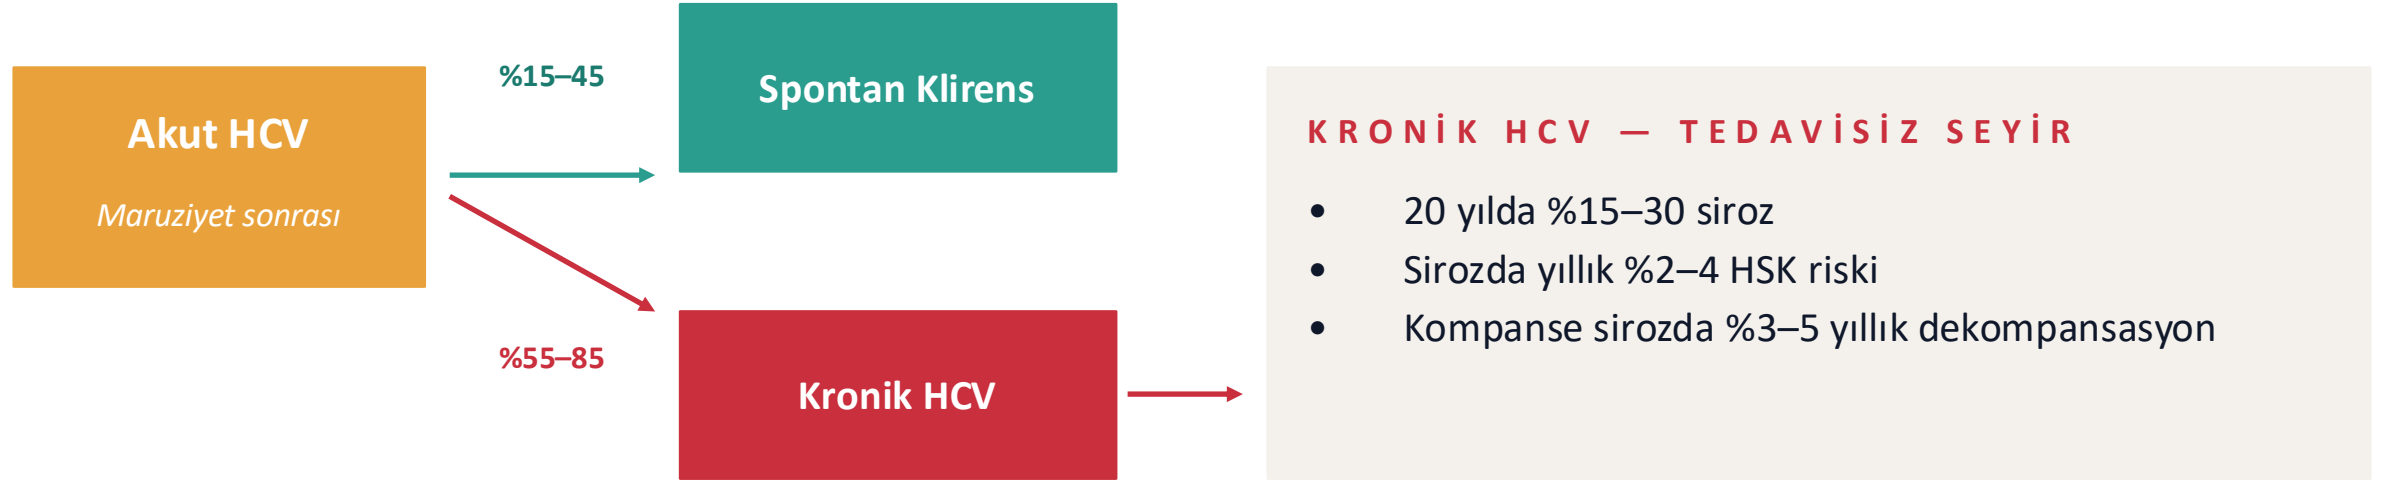 Akut HCV
Maruziyet sonrası
%15–45
Spontan Klirens
%55–85
Kronik HCV
KRONİK HCV — TEDAVİSİZ SEYİR
• 20 yılda %15–30 siroz
• Sirozda yıllık %2–4 HSK riski
• Kompanse sirozda %3–5 yıllık dekompansasyon